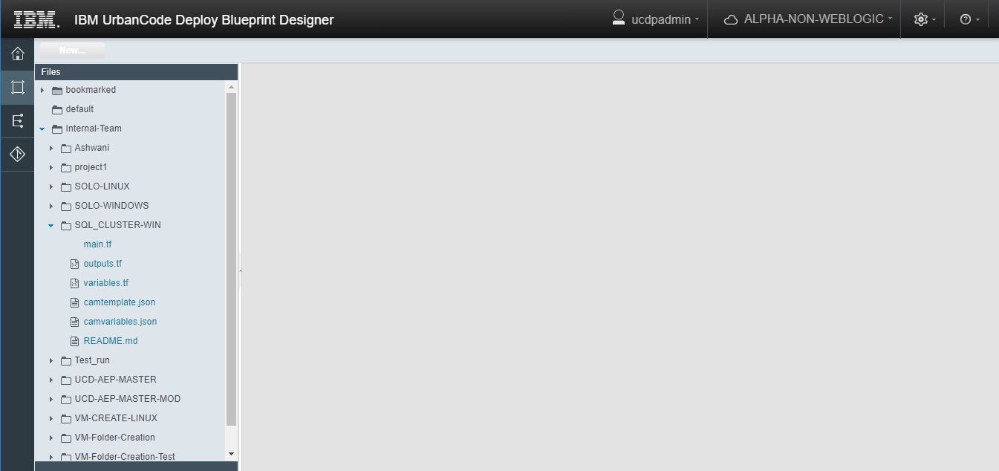 IBM. IBM UrbanCode Deploy Blueprint Designer ucdpadmin ALPHA-NON-WEBLOGIC ?
New...
Files
bookmarked
default
Internal-Team
Ashwani
project1
SOLO-LINUX
SOLO-WINDOWS
SQL_CLUSTER-WIN
main.tf
outputs.tf
variables.tf
camtemplate.json
camvariables.json
README.md
Test_run
UCD-AEP-MASTER
UCD-AEP-MASTER-MOD
VM-CREATE-LINUX
VM-Folder-Creation
VM-Folder-Creation-Test